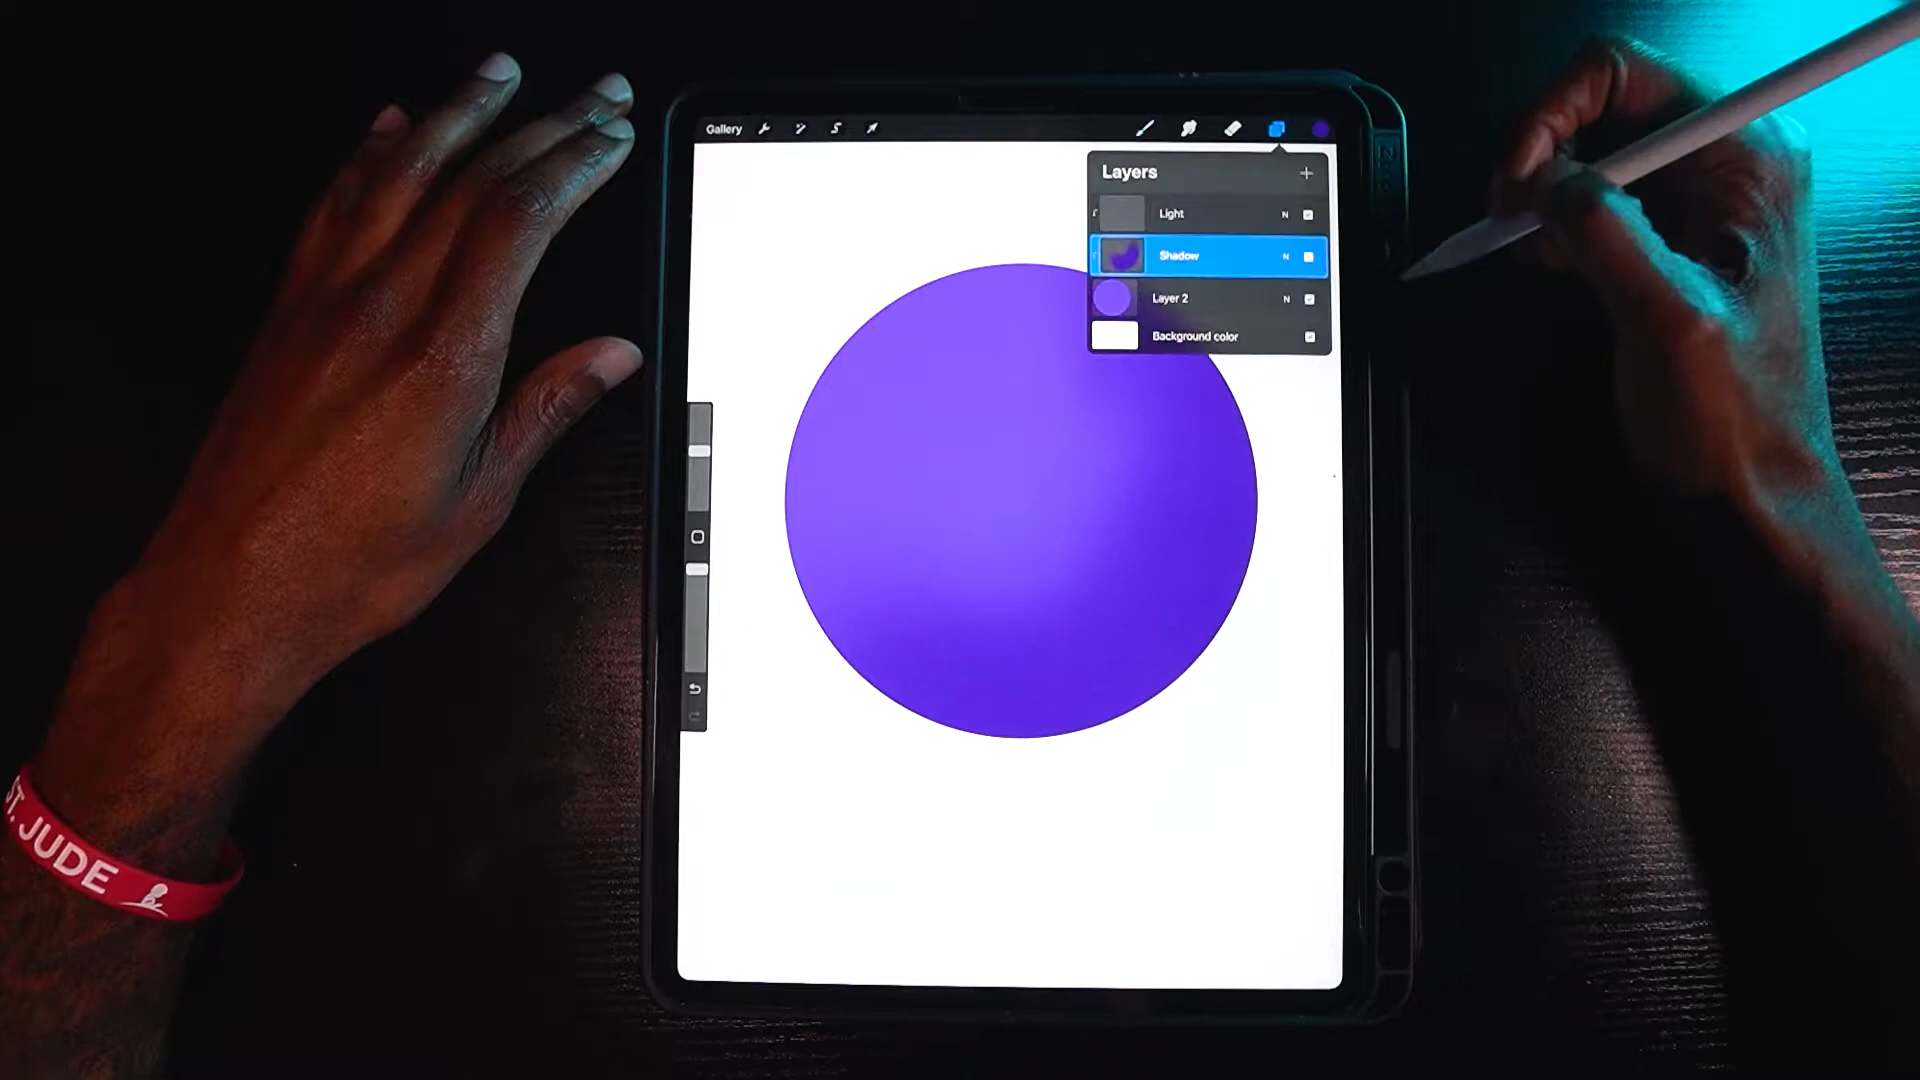 Gallery
Layers
Light N
Shadow N
Layer 2 N
Background color
ST. JUDE